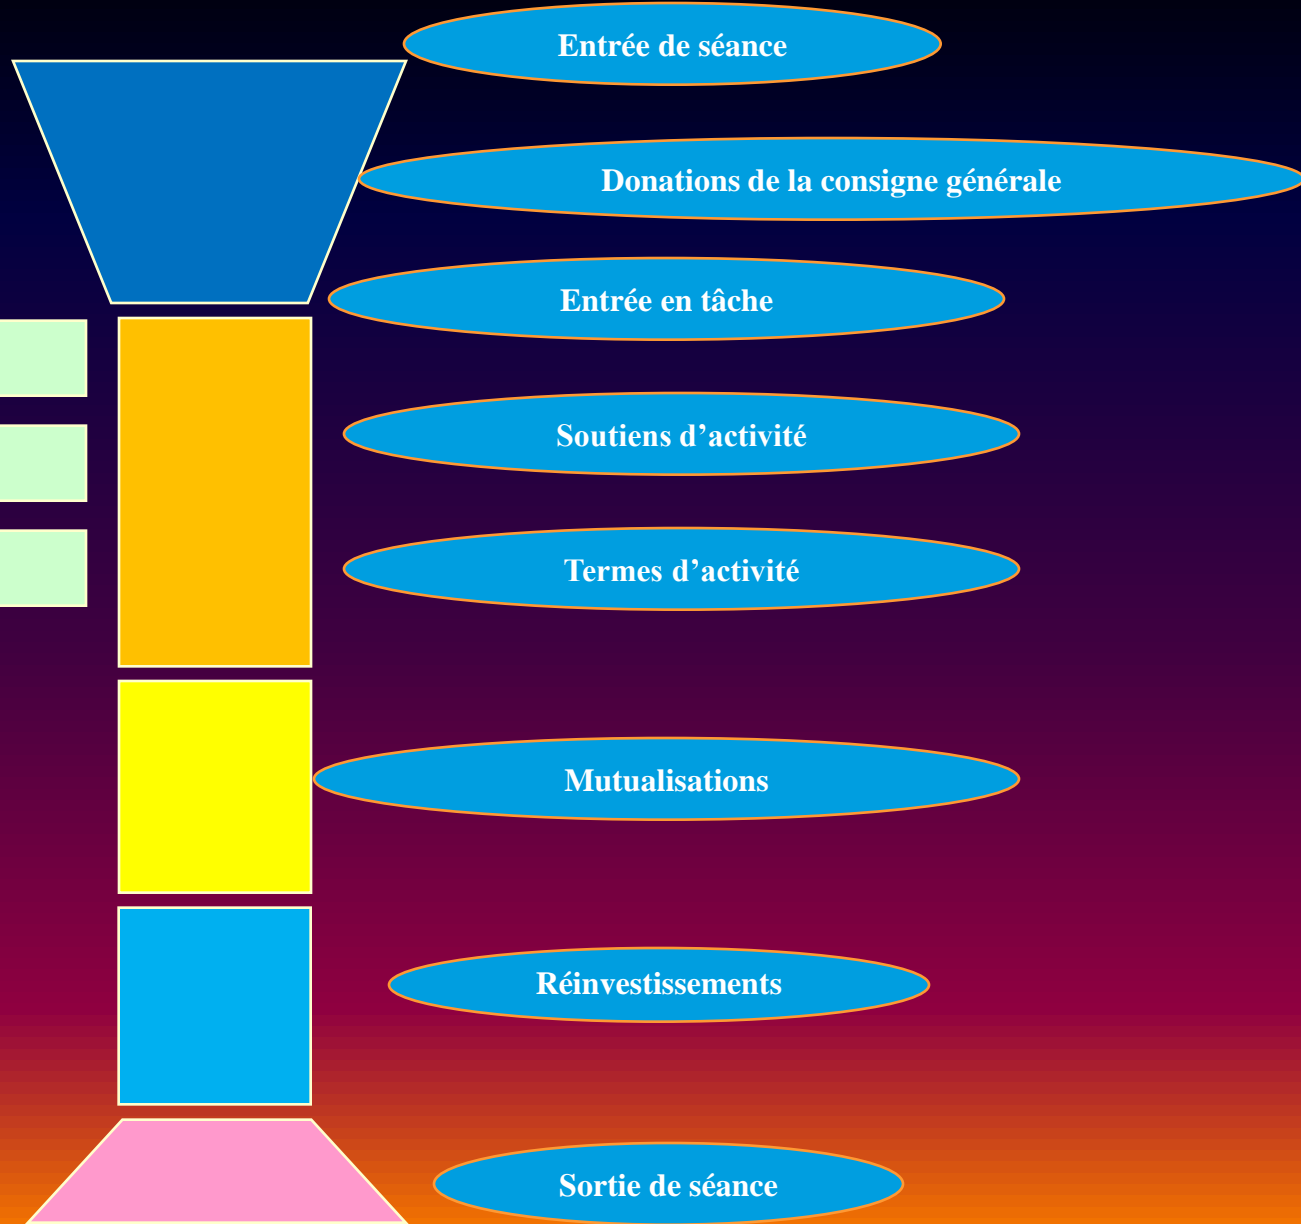 Entrée de séance
Donations de la consigne générale
Entrée en tâche
Soutiens d’activité
Termes d’activité
Mutualisations
Réinvestissements
Sortie de séance